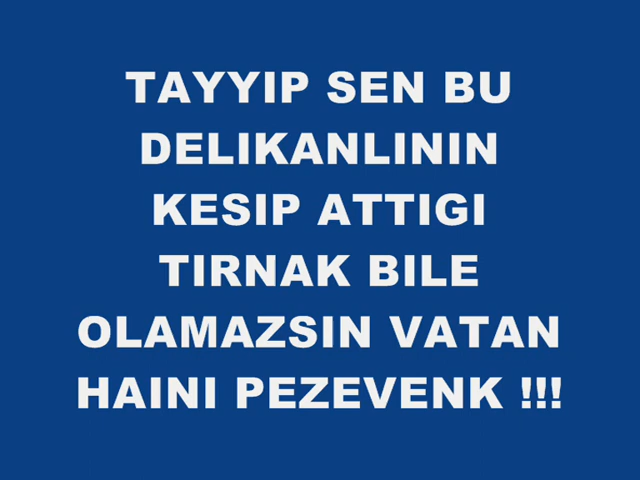 TAYYIP SEN BU
DELIKANLININ
KESIP ATTIGI
TIRNAK BILE
OLAMAZSIN VATAN
HAINI PEZEVENK !!!